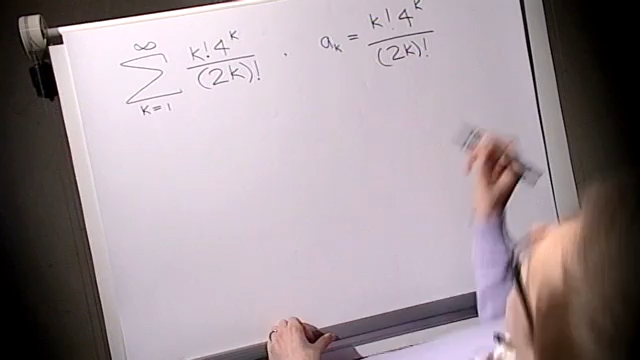 ∞
∑ k!4^k / (2k)! . a_k = k!4^k / (2k)!
k=1